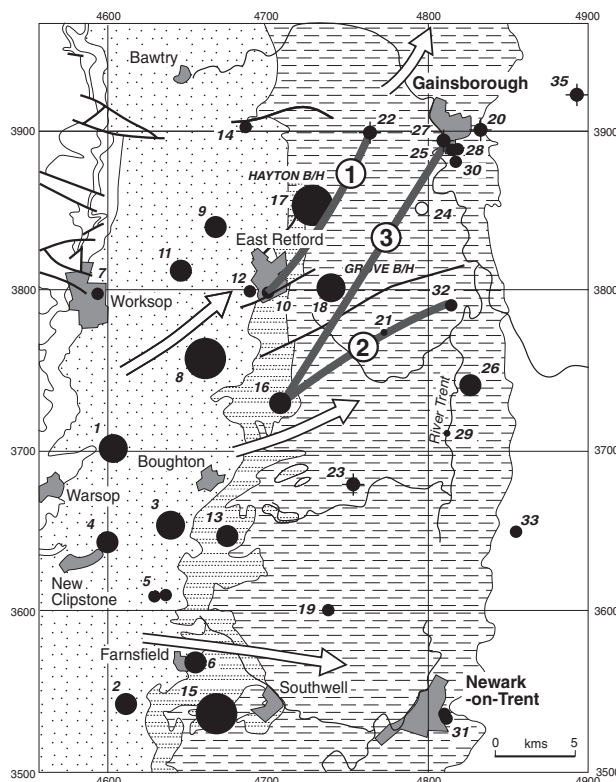 4600 4700 4800 4900
Bawtry
Gainsborough
35
3900
14
22
27
20
3900
25
28
30
HAYTON B/H
1
17
9
24
3
East Retford
11
12
GROVE B/H
7
3800
Worksop
10
18
32
3800
21
8
2
16
26
River Trent
1
29
3700
3700
Boughton
Warsop
23
3
13
4
33
New
Clipstone
5
3600
19
3600
Farnsfield
6
Newark
-on-Trent
2
15
Southwell
31
0 kms 5
3500
3500
4600 4700 4800